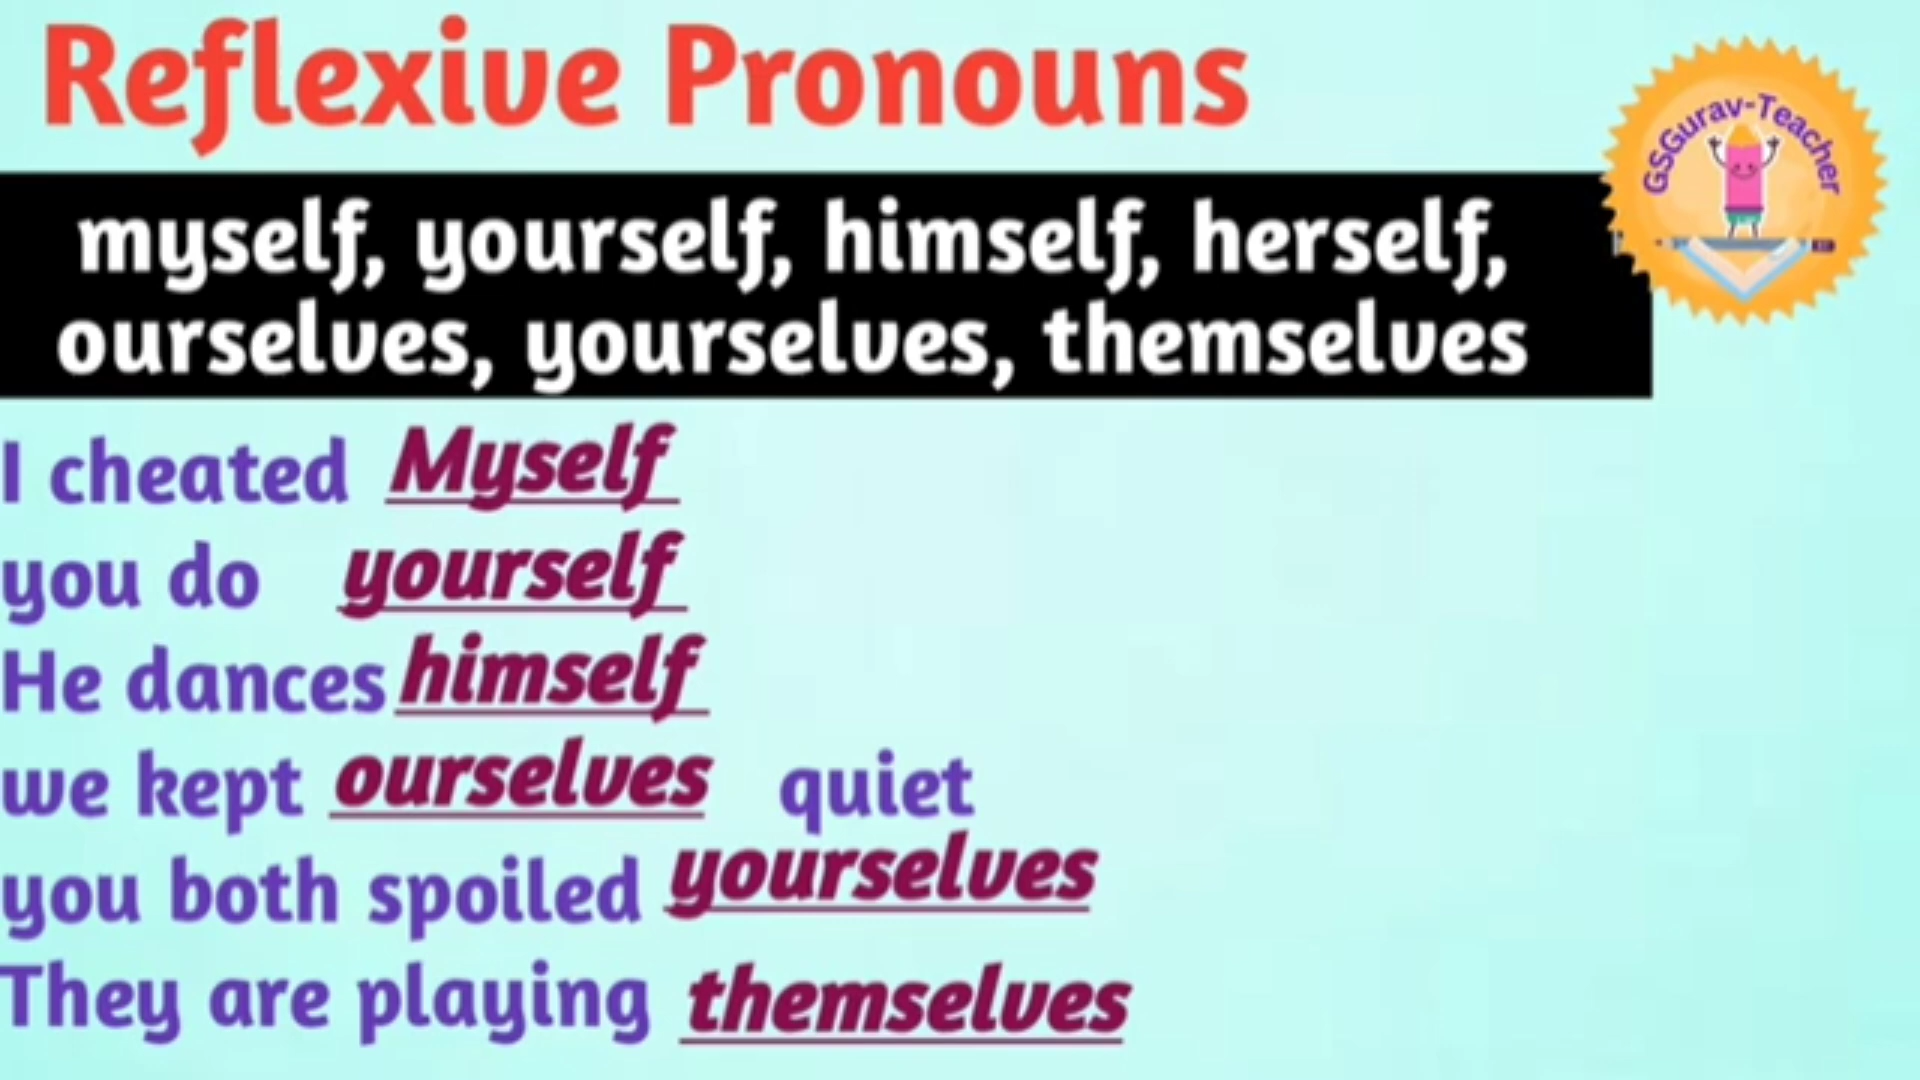 Reflexive Pronouns
GSGurav-Teacher
myself, yourself, himself, herself,
ourselves, yourselves, themselves
I cheated Myself
you do yourself
He dances himself
we kept ourselves quiet
you both spoiled yourselves
They are playing themselves